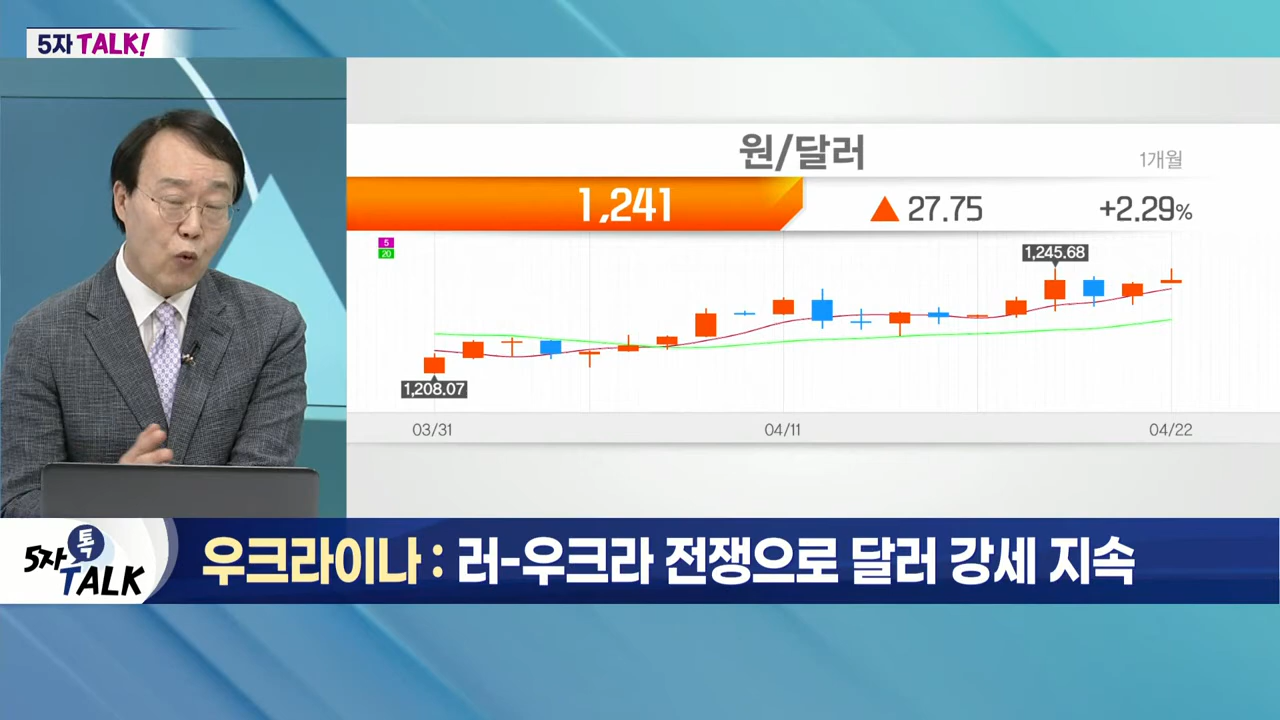 5자 TALK!
원/달러
1개월
1,241 ▲ 27.75 +2.29%
5
20
1,245.68
1,208.07
03/31 04/11 04/22
5자톡 TALK
우크라이나 : 러-우크라 전쟁으로 달러 강세 지속